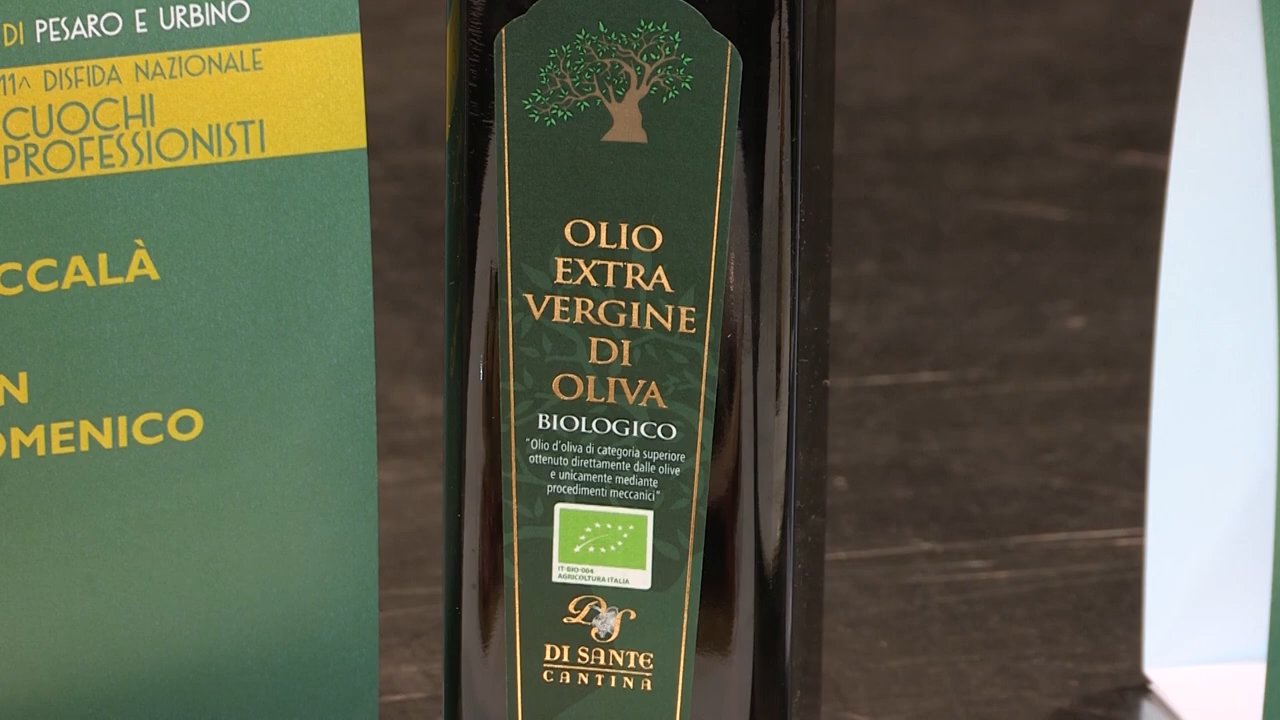 DI PESARO E URBINO
11^ DISFIDA NAZIONALE
CUOCHI
PROFESSIONISTI
CCALÀ
N
OMENICO
OLIO
EXTRA
VERGINE
DI
OLIVA
BIOLOGICO
"Olio d'oliva di categoria superiore
ottenuto direttamente dalle olive
e unicamente mediante
procedimenti meccanici"
IT-BIO-004
AGRICOLTURA ITALIA
DS
DI SANTE
CANTINA